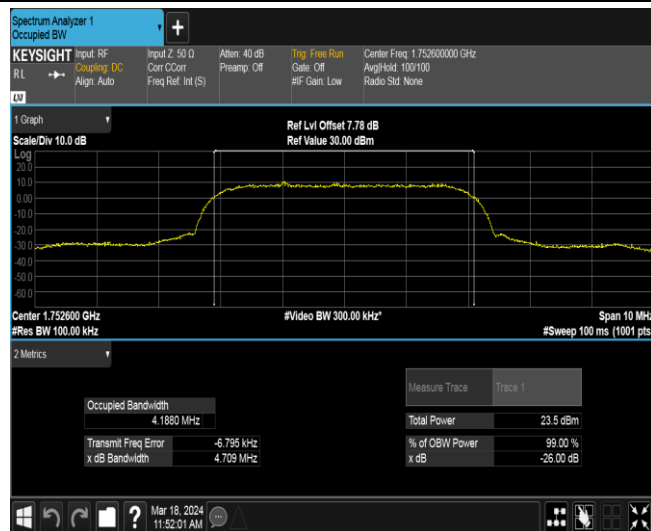 Spectrum Analyzer 1
Occupied BW
+
KEYSIGHT Input: RF Input Z: 50 Ω Atten: 40 dB Trig: Free Run Center Freq: 1.752600000 GHz
RL Coupling: DC Corr CCorr Preamp: Off Gate: Off Avg|Hold: 100/100
Align: Auto Freq Ref: Int (S) #IF Gain: Low Radio Std: None
LXI
1 Graph
Ref Lvl Offset 7.78 dB
Scale/Div 10.0 dB Ref Value 30.00 dBm
Log
20.0
10.0
0.00
-10.0
-20.0
-30.0
-40.0
-50.0
-60.0
Center 1.752600 GHz #Video BW 300.00 kHz* Span 10 MHz
#Res BW 100.00 kHz #Sweep 100 ms (1001 pts
2 Metrics
Measure Trace Trace 1
Occupied Bandwidth
4.1880 MHz
Total Power 23.5 dBm
Transmit Freq Error -6.795 kHz % of OBW Power 99.00 %
x dB Bandwidth 4.709 MHz x dB -26.00 dB
? Mar 18, 2024
11:52:01 AM